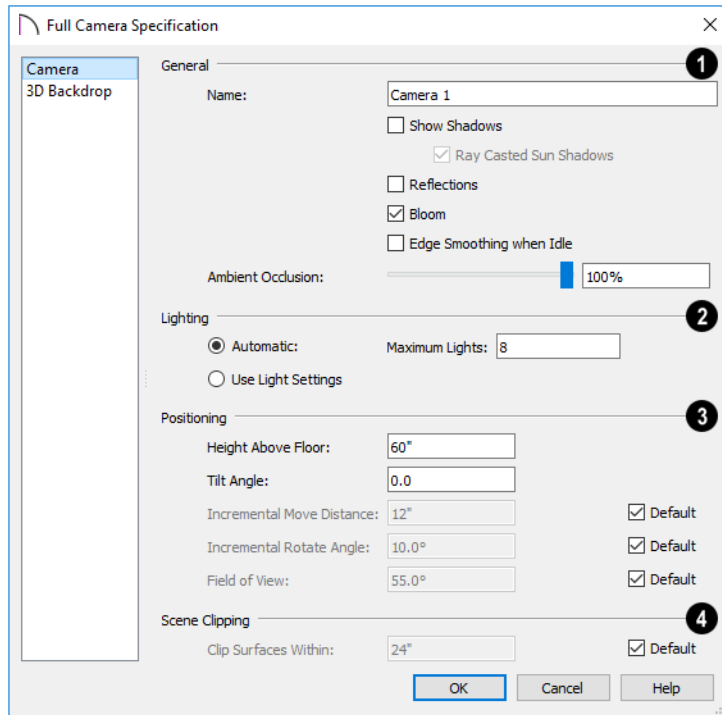 Full Camera Specification
Camera
3D Backdrop
General 1
Name: Camera 1
Show Shadows
Ray Casted Sun Shadows
Reflections
Bloom
Edge Smoothing when Idle
Ambient Occlusion: 100%
Lighting 2
Automatic: Maximum Lights: 8
Use Light Settings
Positioning 3
Height Above Floor: 60"
Tilt Angle: 0.0
Incremental Move Distance: 12" Default
Incremental Rotate Angle: 10.0° Default
Field of View: 55.0° Default
Scene Clipping 4
Clip Surfaces Within: 24" Default
OK Cancel Help